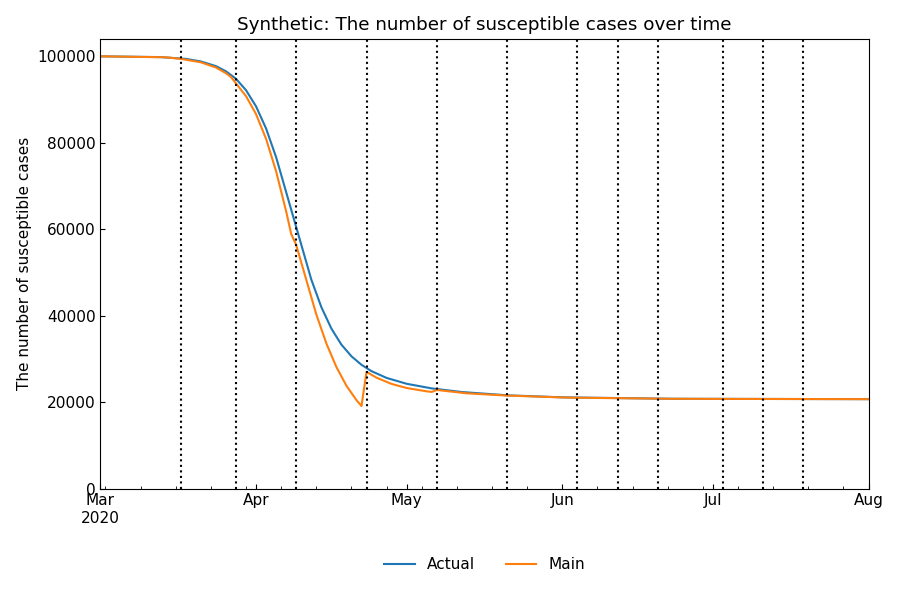 Synthetic: The number of susceptible cases over time
The number of susceptible cases
100000
80000
60000
40000
20000
0
Mar
2020
Apr
May
Jun
Jul
Aug
Actual
Main